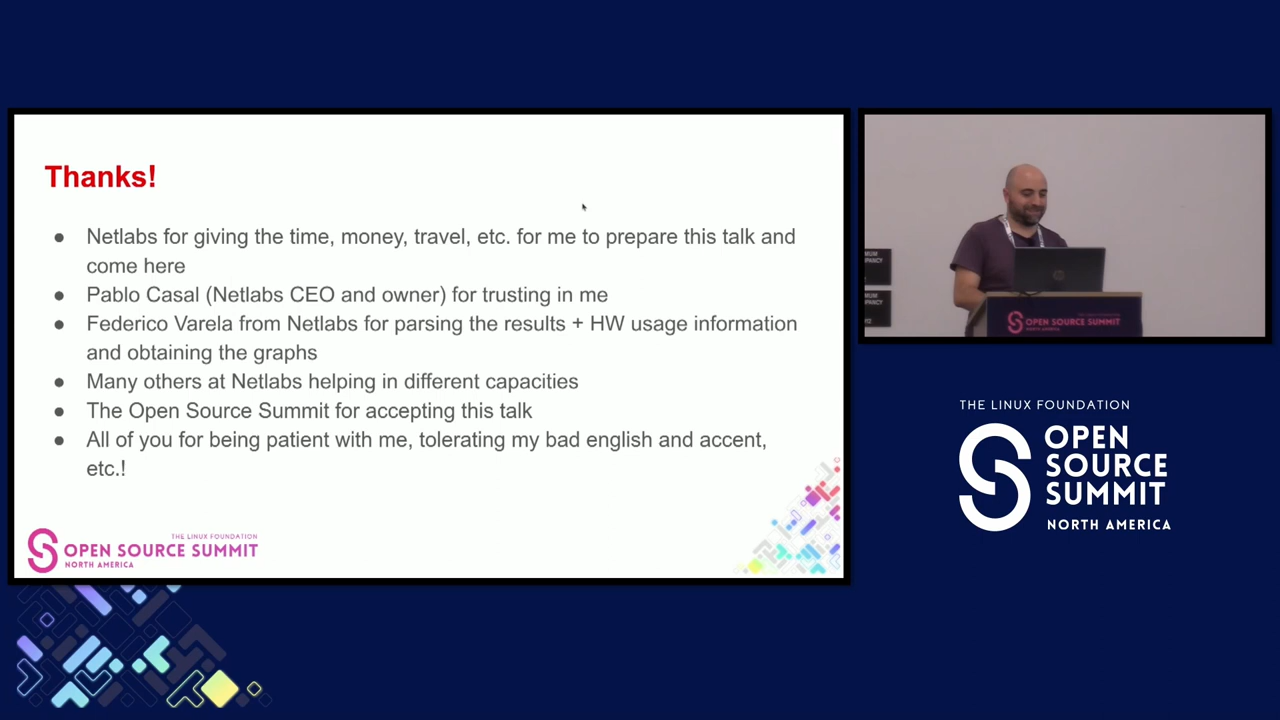 Thanks!
● Netlabs for giving the time, money, travel, etc. for me to prepare this talk and
come here
● Pablo Casal (Netlabs CEO and owner) for trusting in me
● Federico Varela from Netlabs for parsing the results + HW usage information
and obtaining the graphs
● Many others at Netlabs helping in different capacities
● The Open Source Summit for accepting this talk
● All of you for being patient with me, tolerating my bad english and accent,
etc.!
THE LINUX FOUNDATION
OPEN SOURCE SUMMIT
NORTH AMERICA
OPEN SOURCE SUMMIT
THE LINUX FOUNDATION
OPEN
SOURCE
SUMMIT
NORTH AMERICA